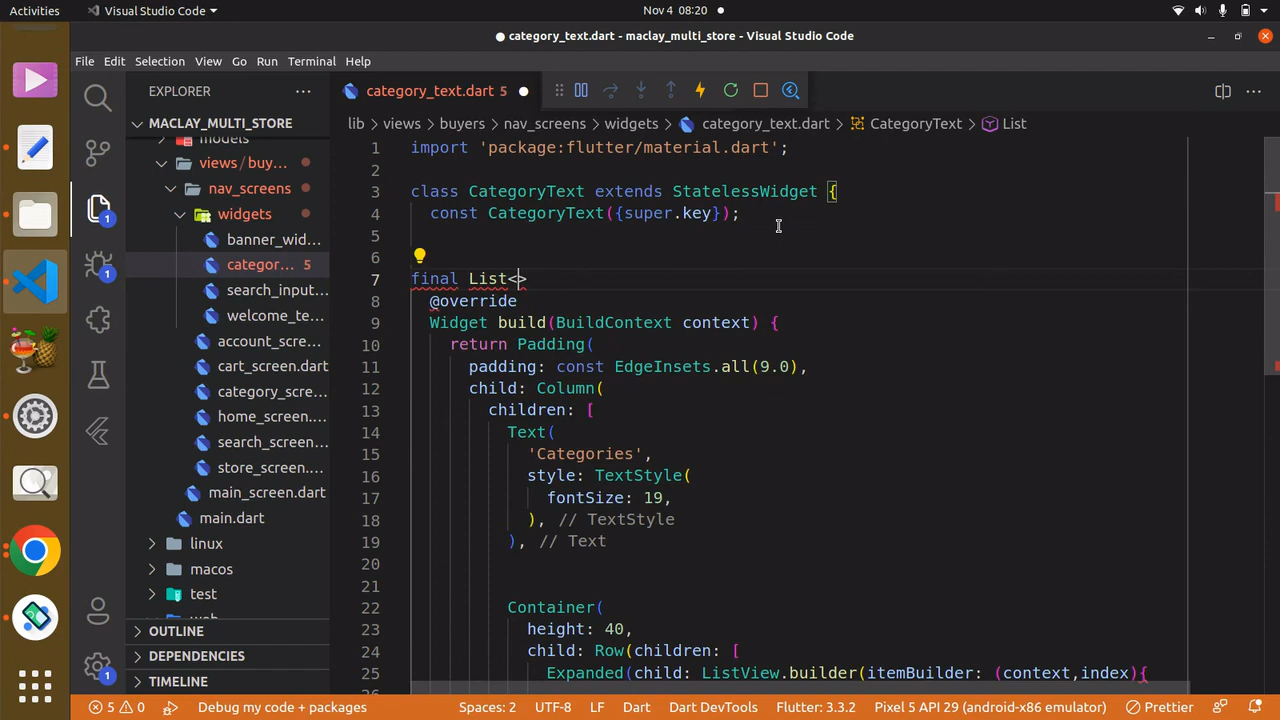 Activities
Visual Studio Code
Nov 4 08:20
category_text.dart - maclay_multi_store - Visual Studio Code
File Edit Selection View Go Run Terminal Help
EXPLORER
category_text.dart 5
MACLAY_MULTI_STORE
lib > views > buyers > nav_screens > widgets > category_text.dart > CategoryText > List
models
views / buy...
nav_screens
widgets
banner_wid...
categor... 5
search_input...
welcome_te...
account_scre...
cart_screen.dart
category_scre...
home_screen...
search_screen...
store_screen....
main_screen.dart
main.dart
linux
macos
test
web
OUTLINE
DEPENDENCIES
TIMELINE
1
1
1
1 import 'package:flutter/material.dart';
2
3 class CategoryText extends StatelessWidget {
4 const CategoryText({super.key});
5
6
7 final List<>
8 @override
9 Widget build(BuildContext context) {
10 return Padding(
11 padding: const EdgeInsets.all(9.0),
12 child: Column(
13 children: [
14 Text(
15 'Categories',
16 style: TextStyle(
17 fontSize: 19,
18 ), // TextStyle
19 ), // Text
20
21
22 Container(
23 height: 40,
24 child: Row(children: [
25 Expanded(child: ListView.builder(itemBuilder: (context,index){
5 0 Debug my code + packages Spaces: 2 UTF-8 LF Dart Dart DevTools Flutter: 3.3.2 Pixel 5 API 29 (android-x86 emulator) Prettier